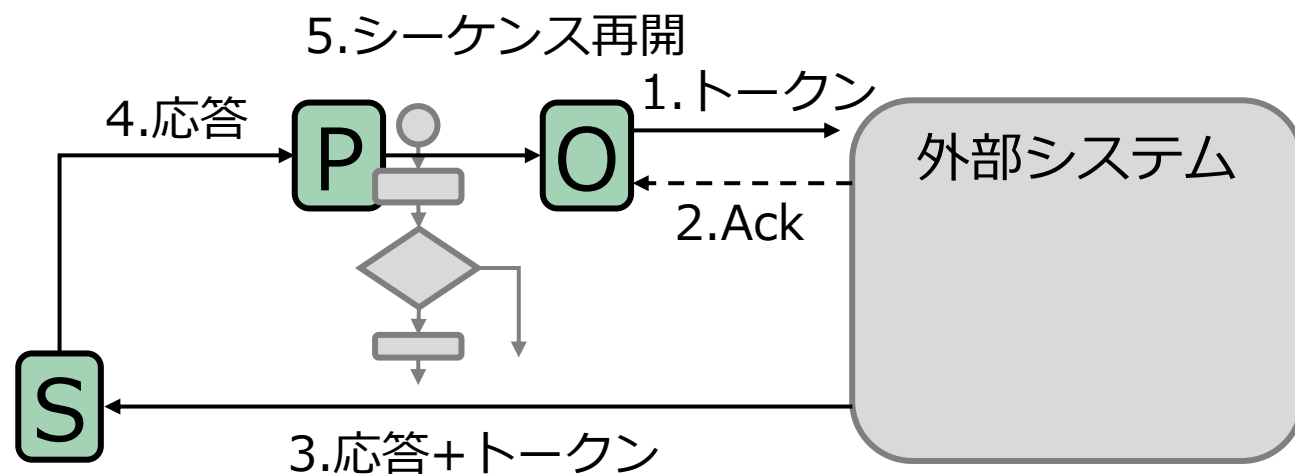 5.シーケンス再開
1.トークン
4.応答
P
O
外部システム
2.Ack
S
3.応答+トークン